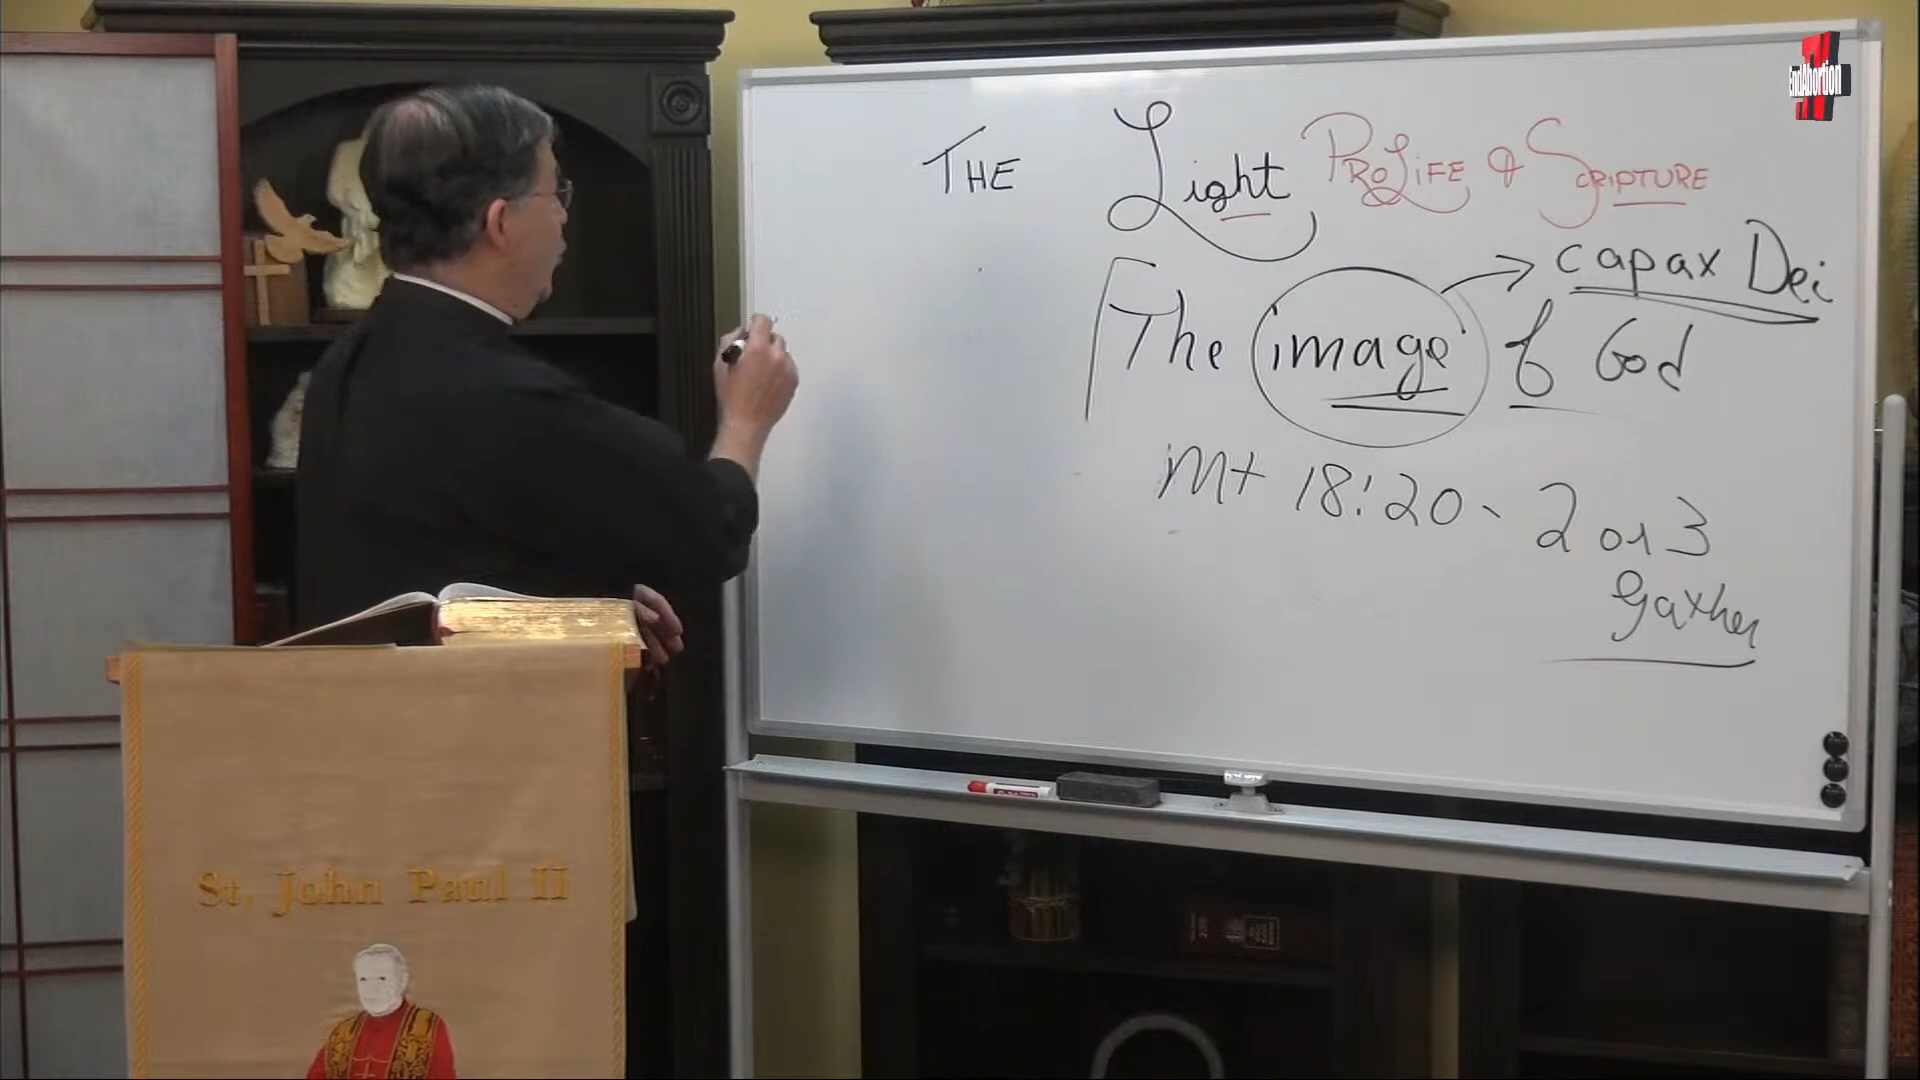 EndAbortion
THE Light PROLIFE & SCRIPTURE
capax Dei
The image of God
Mt 18:20 - 2 or 3
gather
St. John Paul II